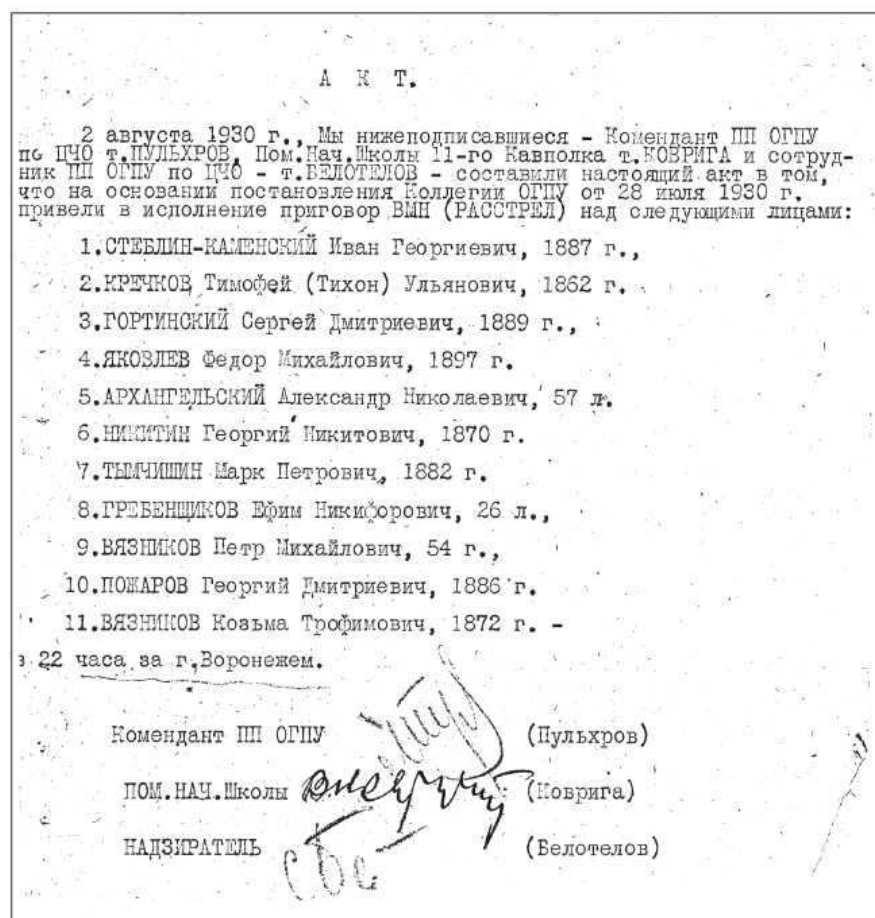 А К Т.
2 августа 1930 г., Мы нижеподписавшиеся - Комендант ПП ОГПУ
по ЦЧО т.ПУЛЬХРОВ, Пом.Нач.Школы 11-го Кавполка т.КОВРИГА и сотруд-
ник ПП ОГПУ по ЦЧО - т.БЕЛОТЕЛОВ - составили настоящий акт в том,
что на основании постановления Коллегии ОГПУ от 28 июля 1930 г.
привели в исполнение приговор ВМН (РАССТРЕЛ) над следующими лицами:
1.СТЕБЛИН-КАМЕНСКИЙ Иван Георгиевич, 1887 г.,
2.КРЕЧКОВ Тимофей (Тихон) Ульянович, 1862 г.
3.ГОРТИНСКИЙ Сергей Дмитриевич, 1889 г.,
4.ЯКОВЛЕВ Федор Михайлович, 1897 г.
5.АРХАНГЕЛЬСКИЙ Александр Николаевич, 57 л.
6.НИКИТИН Георгий Никитович, 1870 г.
7.ТЫМЧИШИН Марк Петрович, 1882 г.
8.ГРЕБЕНЩИКОВ Ефим Никифорович, 26 л.,
9.ВЯЗНИКОВ Петр Михайлович, 54 г.,
10.ПОЖАРОВ Георгий Дмитриевич, 1886 г.
11.ВЯЗНИКОВ Козьма Трофимович, 1872 г. -
в 22 часа за г.Воронежем.
Комендант ПП ОГПУ (Пульхров)
ПОМ.НАЧ.Школы (Коврига)
НАДЗИРАТЕЛЬ (Белотелов)